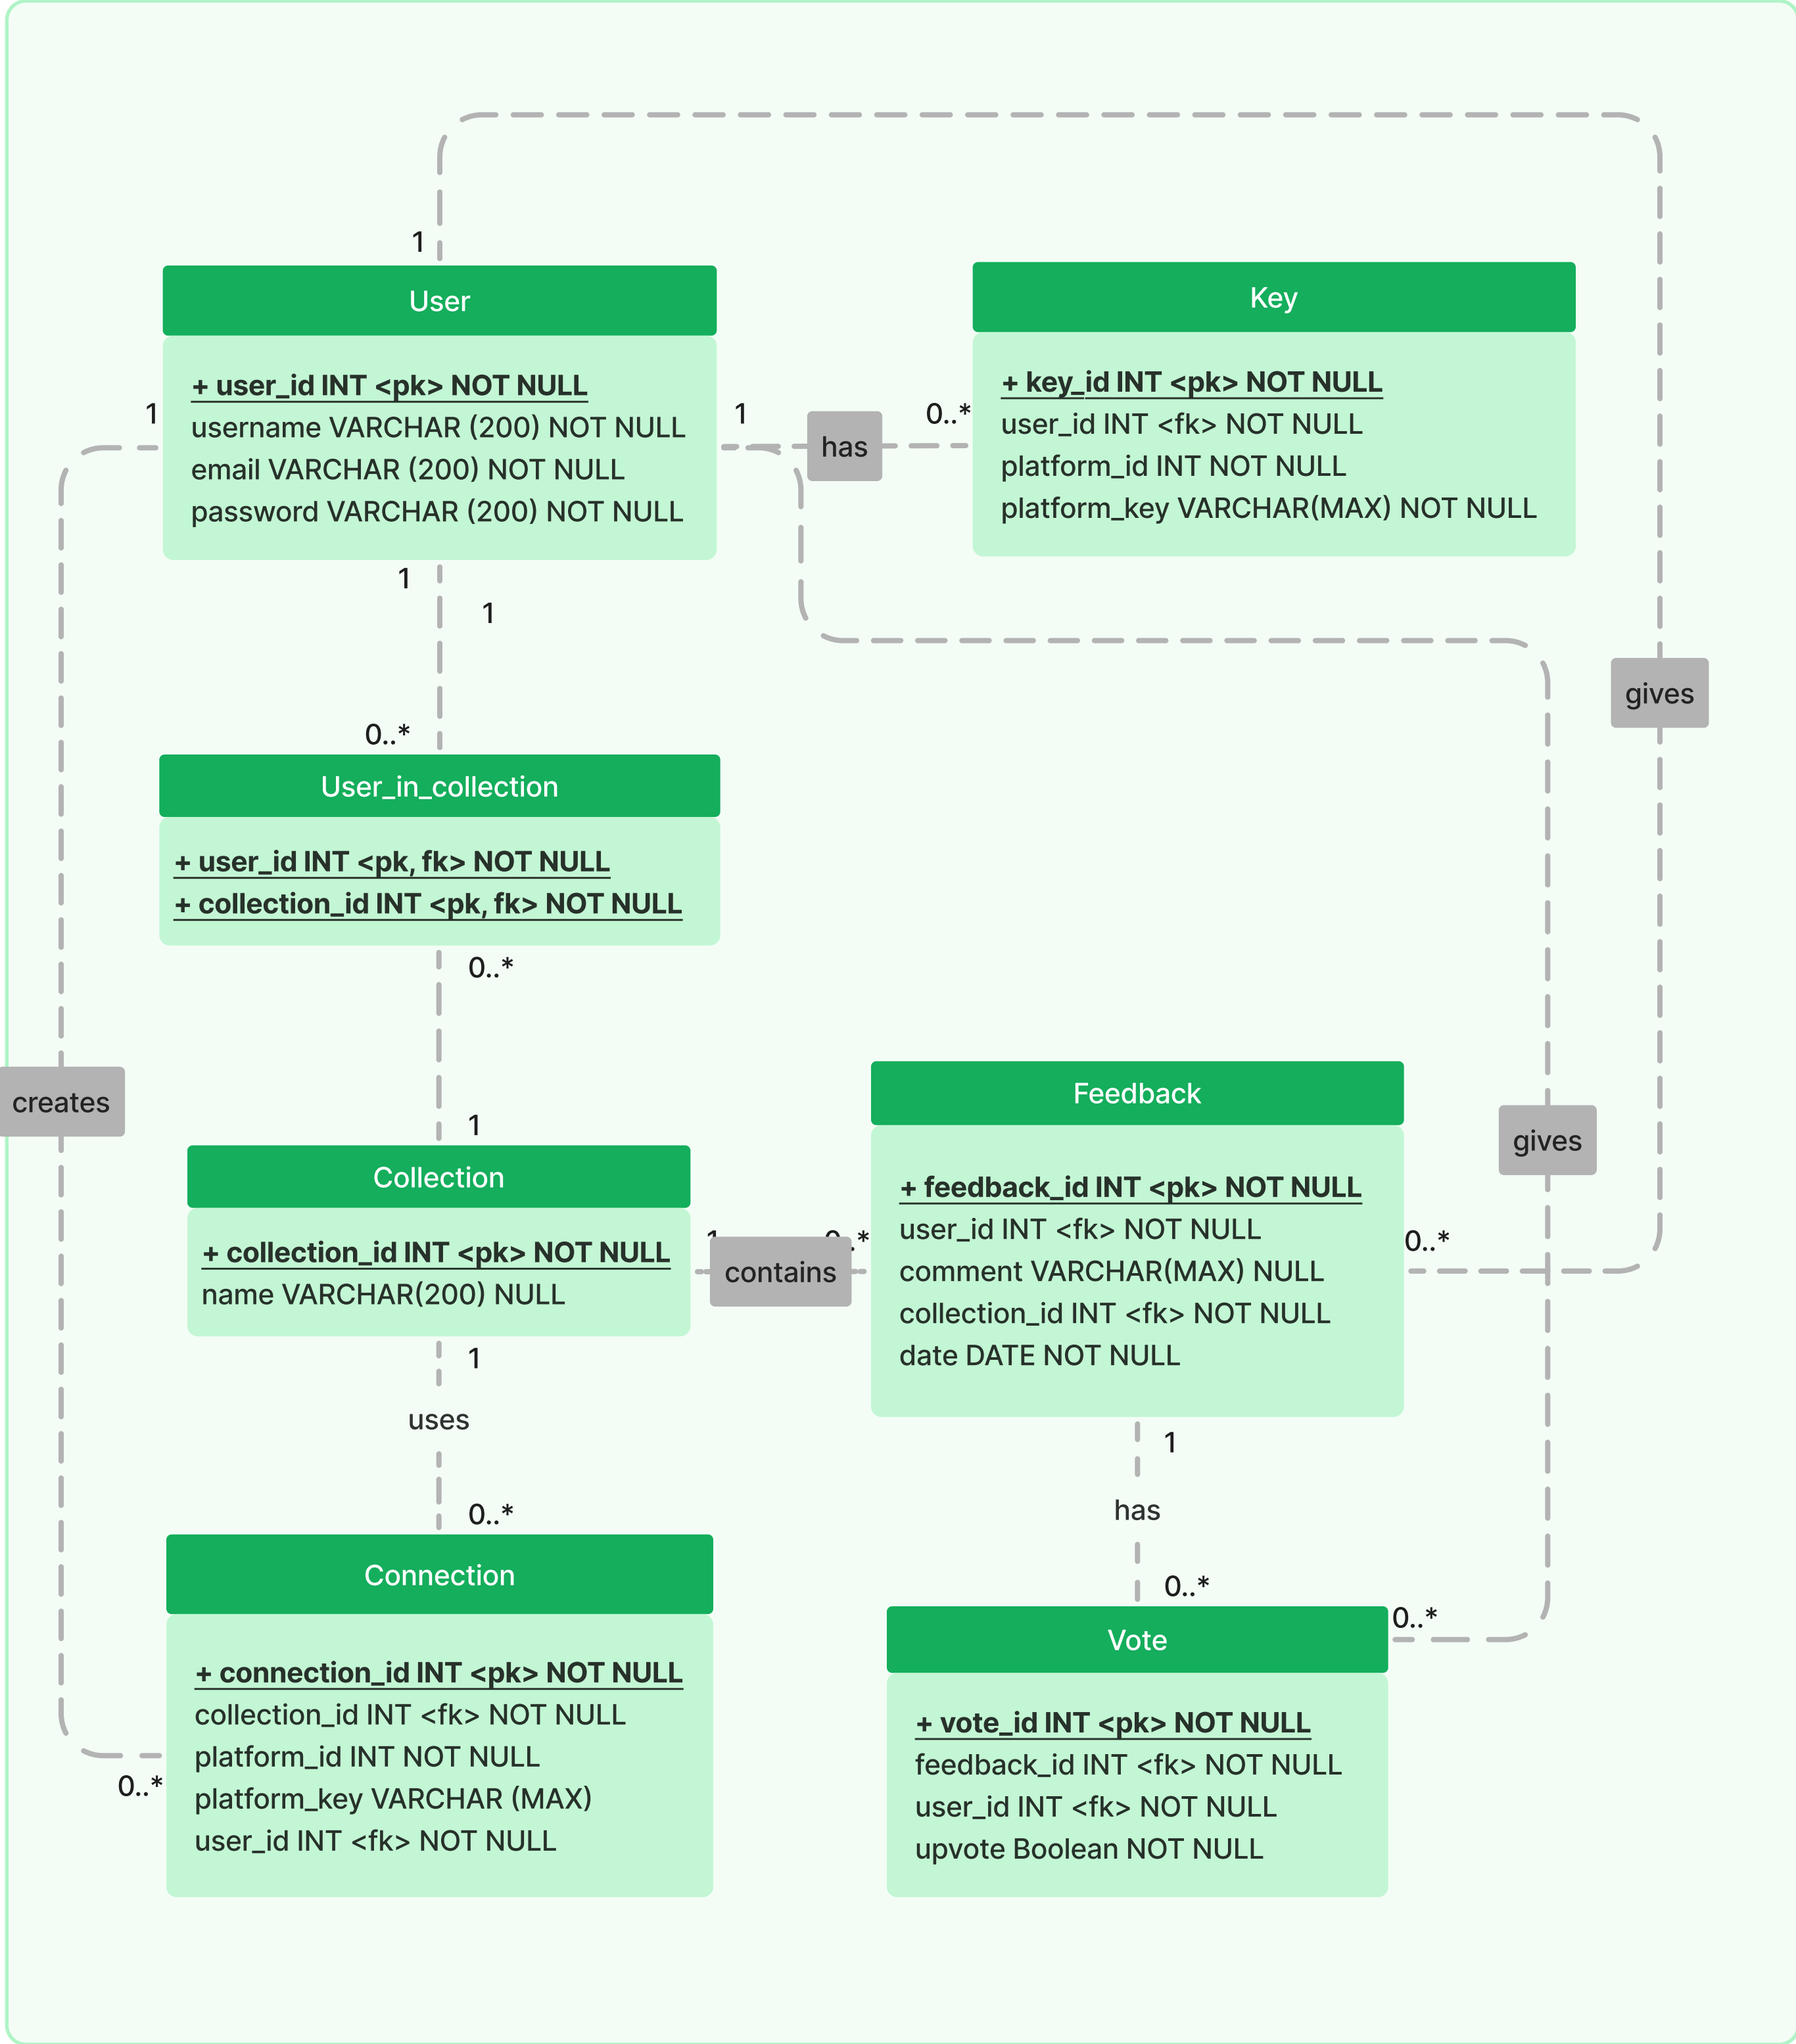 1
User
+ user_id INT <pk> NOT NULL
username VARCHAR (200) NOT NULL
email VARCHAR (200) NOT NULL
password VARCHAR (200) NOT NULL
1
1
has
0..*
Key
+ key_id INT <pk> NOT NULL
user_id INT <fk> NOT NULL
platform_id INT NOT NULL
platform_key VARCHAR(MAX) NOT NULL
1
1
gives
0..*
User_in_collection
+ user_id INT <pk, fk> NOT NULL
+ collection_id INT <pk, fk> NOT NULL
0..*
creates
1
Collection
+ collection_id INT <pk> NOT NULL
name VARCHAR(200) NULL
1
contains
0..*
Feedback
+ feedback_id INT <pk> NOT NULL
user_id INT <fk> NOT NULL
comment VARCHAR(MAX) NULL
collection_id INT <fk> NOT NULL
date DATE NOT NULL
gives
0..*
1
uses
0..*
1
has
0..*
Connection
+ connection_id INT <pk> NOT NULL
collection_id INT <fk> NOT NULL
platform_id INT NOT NULL
platform_key VARCHAR (MAX)
user_id INT <fk> NOT NULL
0..*
Vote
+ vote_id INT <pk> NOT NULL
feedback_id INT <fk> NOT NULL
user_id INT <fk> NOT NULL
upvote Boolean NOT NULL
0..*